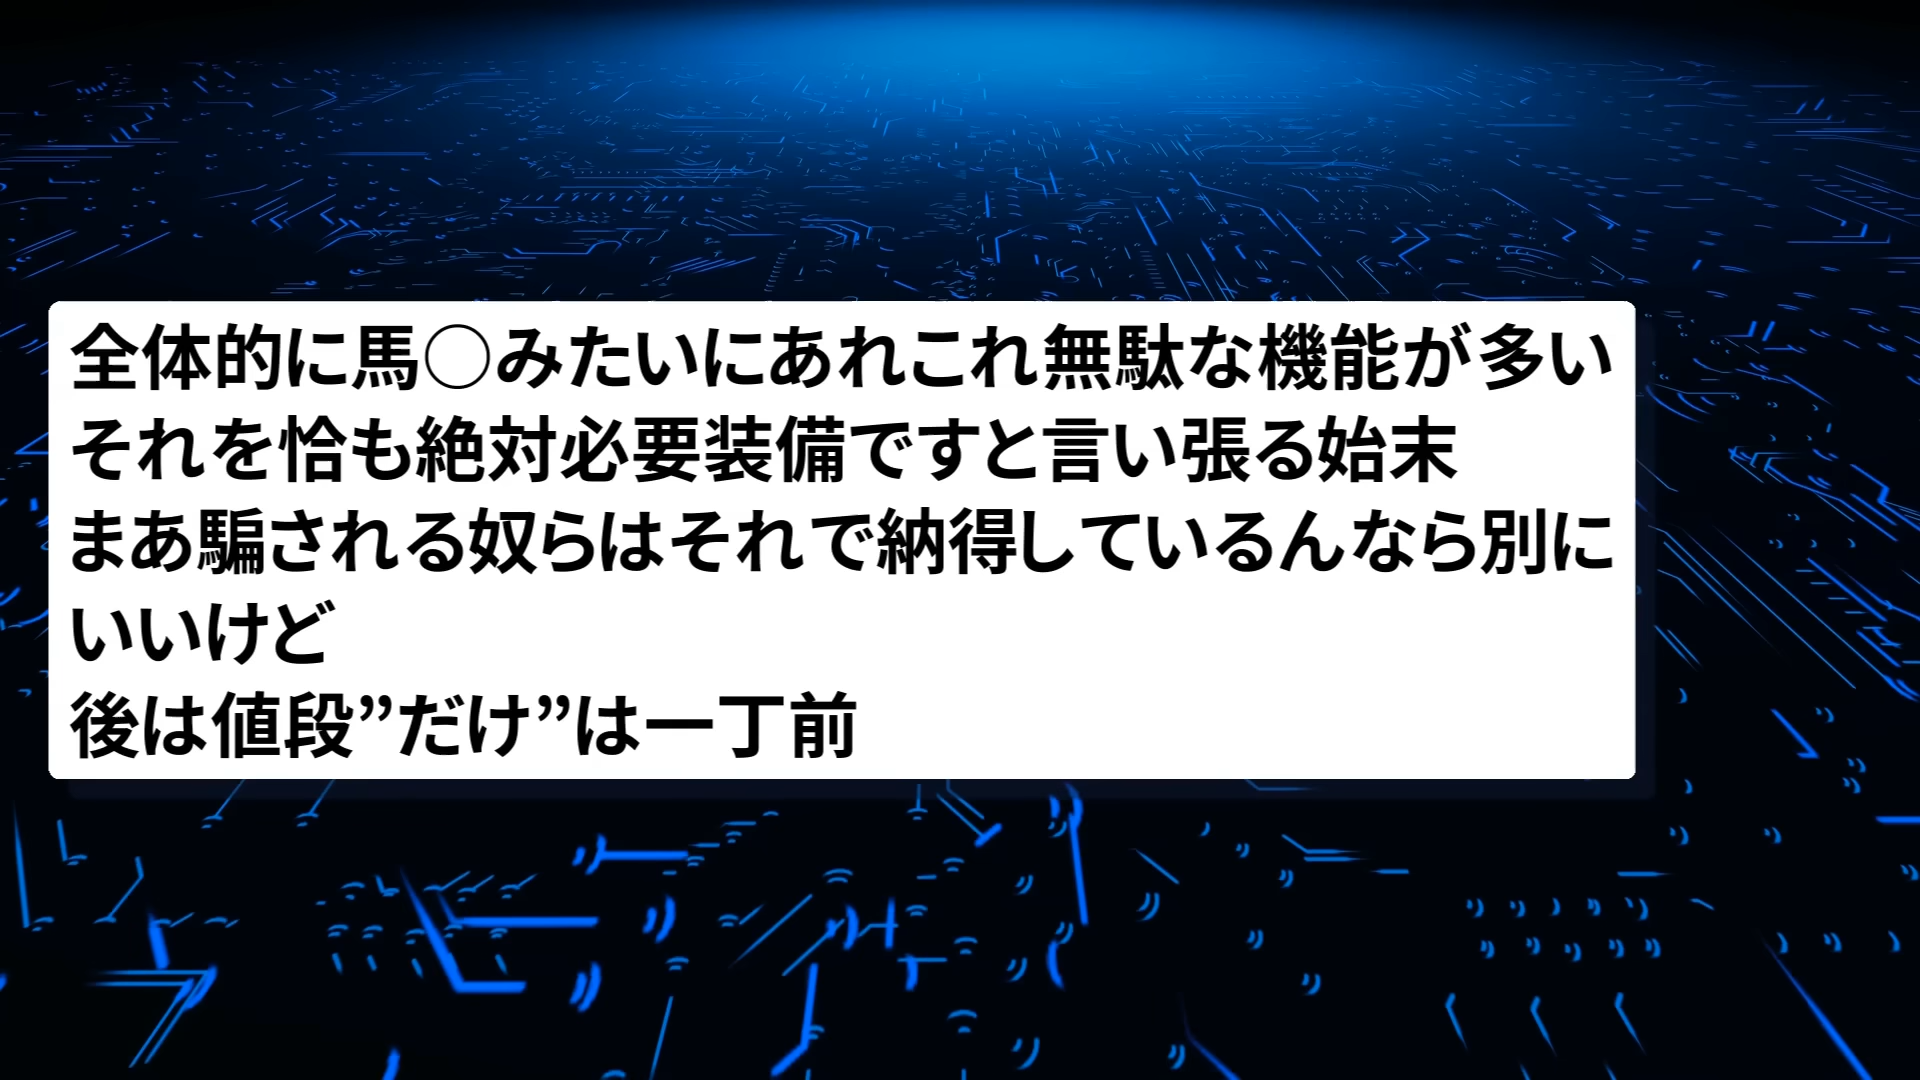 全体的に馬◯みたいにあれこれ無駄な機能が多い
それを恰も絶対必要装備ですと言い張る始末
まあ騙される奴らはそれで納得しているんなら別に
いいけど
後は値段”だけ”は一丁前